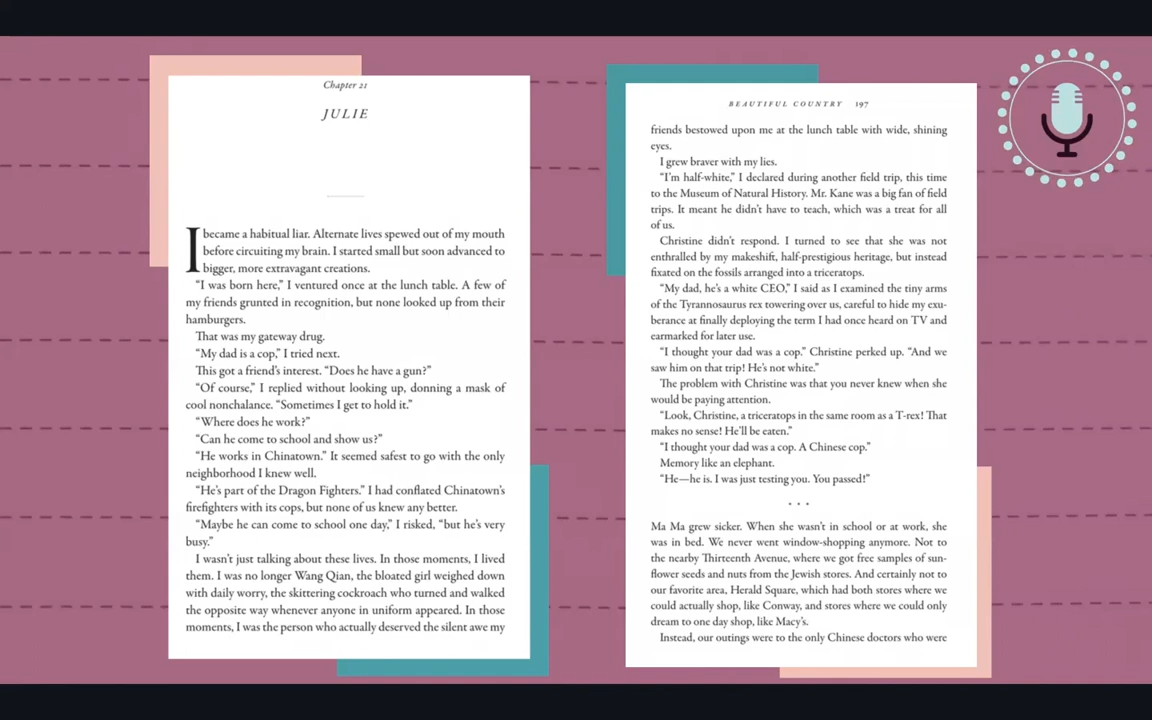 Chapter 21
JULIE
I became a habitual liar. Alternate lives spewed out of my mouth
before circuiting my brain. I started small but soon advanced to
bigger, more extravagant creations.
“I was born here,” I ventured once at the lunch table. A few of
my friends grunted in recognition, but none looked up from their
hamburgers.
That was my gateway drug.
“My dad is a cop,” I tried next.
This got a friend’s interest. “Does he have a gun?”
“Of course,” I replied without looking up, donning a mask of
cool nonchalance. “Sometimes I get to hold it.”
“Where does he work?”
“Can he come to school and show us?”
“He works in Chinatown.” It seemed safest to go with the only
neighborhood I knew well.
“He’s part of the Dragon Fighters.” I had conflated Chinatown’s
firefighters with its cops, but none of us knew any better.
“Maybe he can come to school one day,” I risked, “but he’s very
busy.”
I wasn’t just talking about these lives. In those moments, I lived
them. I was no longer Wang Qian, the bloated girl weighed down
with daily worry, the skittering cockroach who turned and walked
the opposite way whenever anyone in uniform appeared. In those
moments, I was the person who actually deserved the silent awe my
BEAUTIFUL COUNTRY 197
friends bestowed upon me at the lunch table with wide, shining
eyes.
I grew braver with my lies.
“I’m half-white,” I declared during another field trip, this time
to the Museum of Natural History. Mr. Kane was a big fan of field
trips. It meant he didn’t have to teach, which was a treat for all
of us.
Christine didn’t respond. I turned to see that she was not
enthralled by my makeshift, half-prestigious heritage, but instead
fixated on the fossils arranged into a triceratops.
“My dad, he’s a white CEO,” I said as I examined the tiny arms
of the Tyrannosaurus rex towering over us, careful to hide my exu-
berance at finally deploying the term I had once heard on TV and
earmarked for later use.
“I thought your dad was a cop.” Christine perked up. “And we
saw him on that trip! He’s not white.”
The problem with Christine was that you never knew when she
would be paying attention.
“Look, Christine, a triceratops in the same room as a T-rex! That
makes no sense! He’ll be eaten.”
“I thought your dad was a cop. A Chinese cop.”
Memory like an elephant.
“He—he is. I was just testing you. You passed!”
• • •
Ma Ma grew sicker. When she wasn’t in school or at work, she
was in bed. We never went window-shopping anymore. Not to
the nearby Thirteenth Avenue, where we got free samples of sun-
flower seeds and nuts from the Jewish stores. And certainly not to
our favorite area, Herald Square, which had both stores where we
could actually shop, like Conway, and stores where we could only
dream to one day shop, like Macy’s.
Instead, our outings were to the only Chinese doctors who were